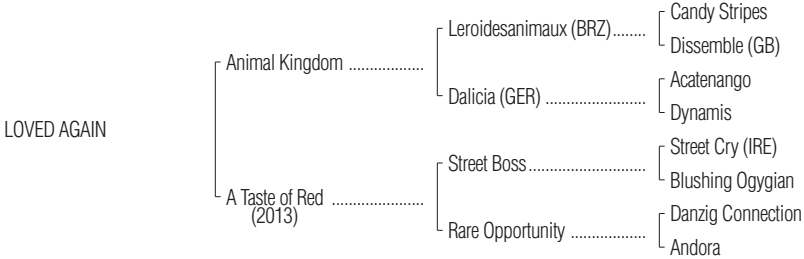 LOVED AGAIN
Animal Kingdom ..................
A Taste of Red ......................
(2013)
Leroidesanimaux (BRZ)........
Dalicia (GER) ........................
Street Boss............................
Rare Opportunity ..................
Candy Stripes
Dissemble (GB)
Acatenango
Dynamis
Street Cry (IRE)
Blushing Ogygian
Danzig Connection
Andora